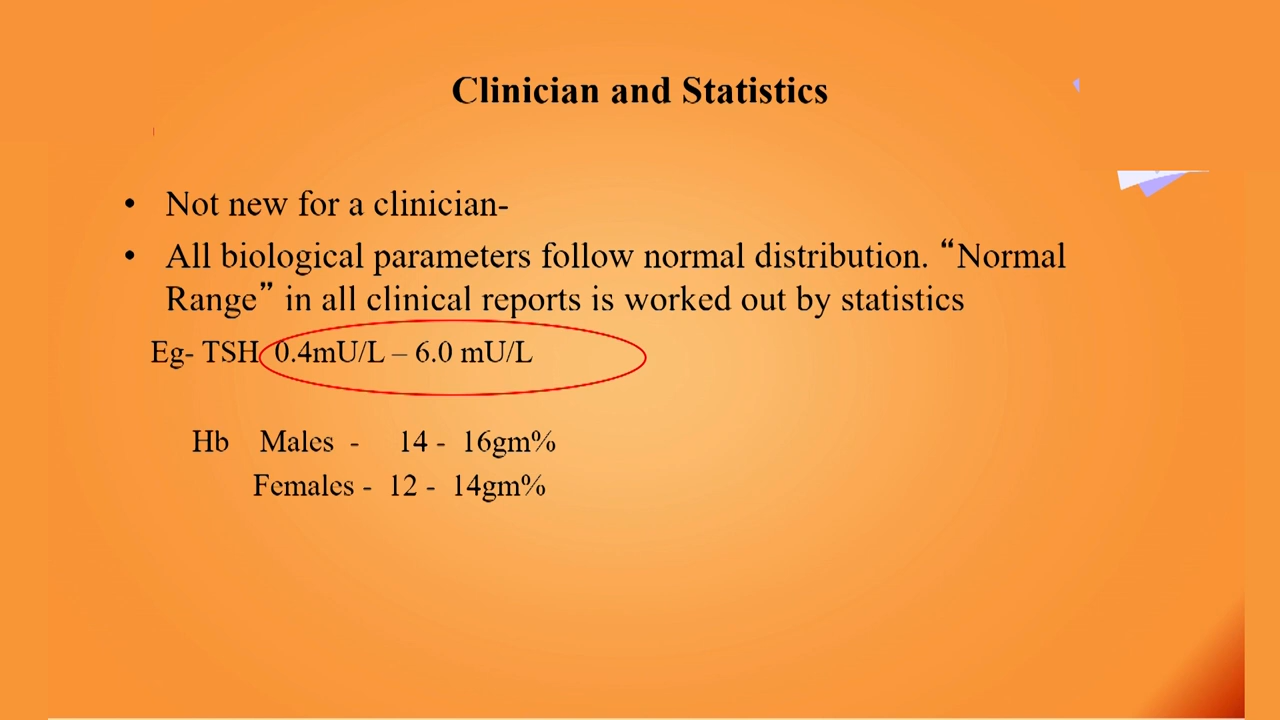 Clinician and Statistics
• Not new for a clinician-
• All biological parameters follow normal distribution. “Normal
Range” in all clinical reports is worked out by statistics
Eg- TSH 0.4mU/L – 6.0 mU/L
Hb Males - 14 - 16gm%
Females - 12 - 14gm%